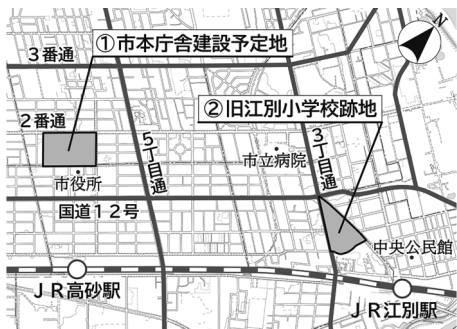 N
①市本庁舎建設予定地
3番通
②旧江別小学校跡地
2番通
5丁目通
3丁目通
市立病院
市役所
国道12号
中央公民館
JR高砂駅
JR江別駅